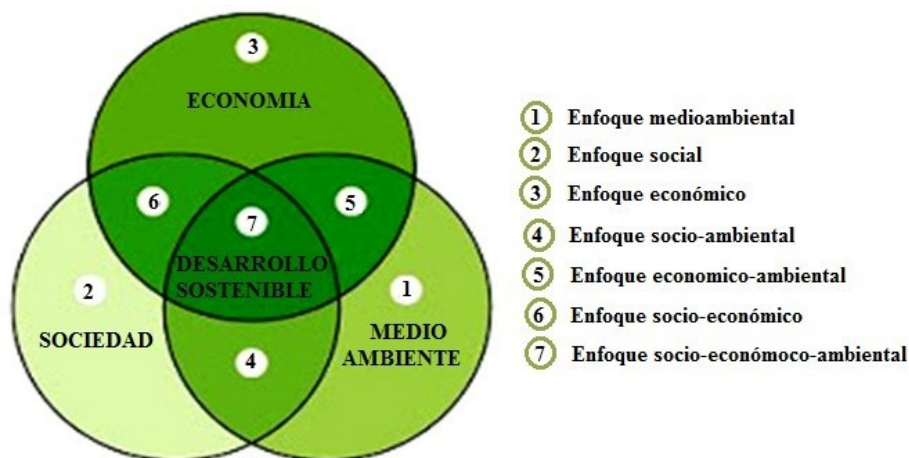 3
ECONOMIA
6
5
7
DESARROLLO
SOSTENIBLE
2
1
SOCIEDAD
MEDIO
AMBIENTE
4
1 Enfoque medioambiental
2 Enfoque social
3 Enfoque económico
4 Enfoque socio-ambiental
5 Enfoque economico-ambiental
6 Enfoque socio-económico
7 Enfoque socio-económoco-ambiental